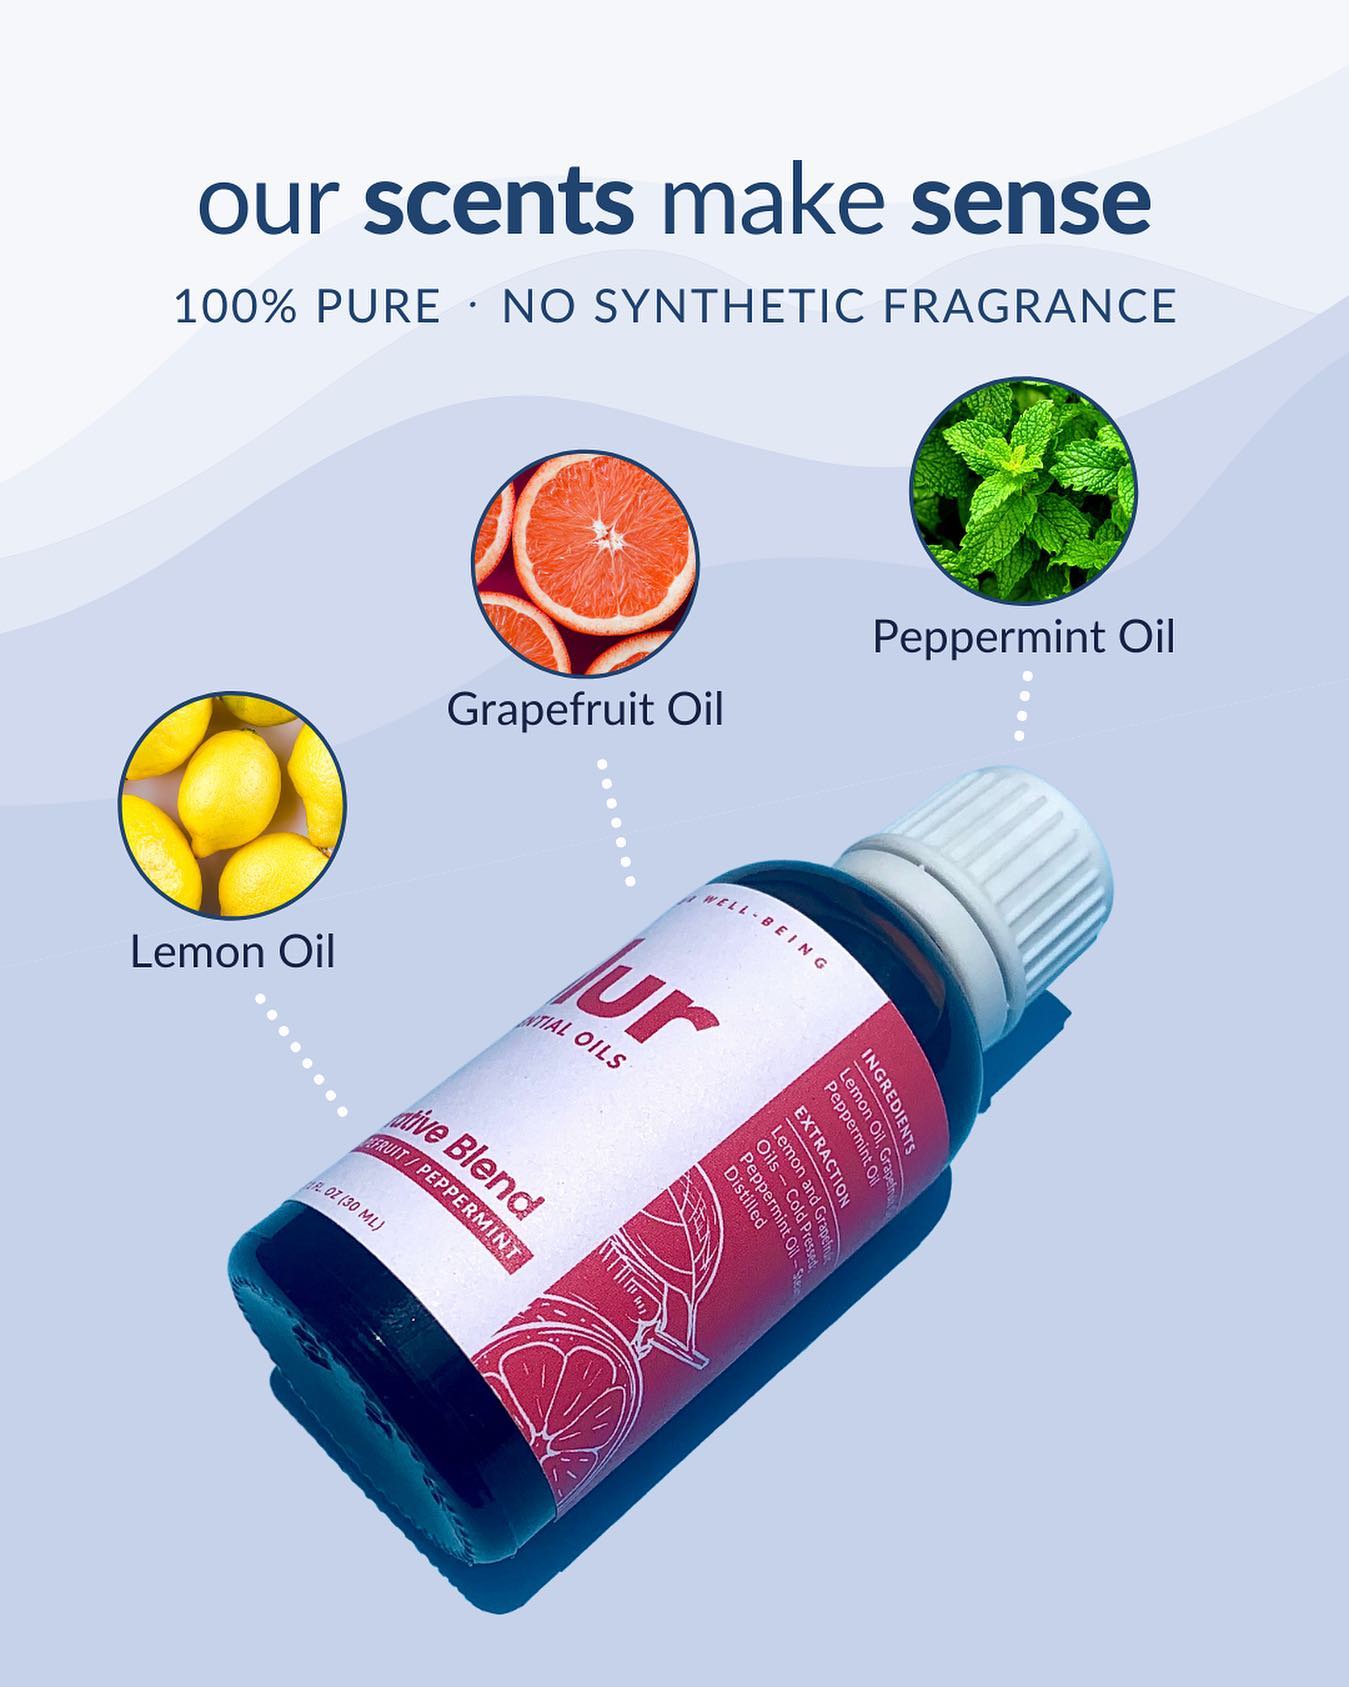 our scents make sense
100% PURE · NO SYNTHETIC FRAGRANCE
Peppermint Oil
Grapefruit Oil
Lemon Oil
WELL-BEING
lur
OILS
Blend
/ PEPPERMINT
FL. OZ (30 ML)
INGREDIENTS
Lemon Oil, Grapefruit
Peppermint Oil
EXTRACTION
Lemon and Grapefruit
Oils – Cold Pressed;
Peppermint Oil –
Distilled